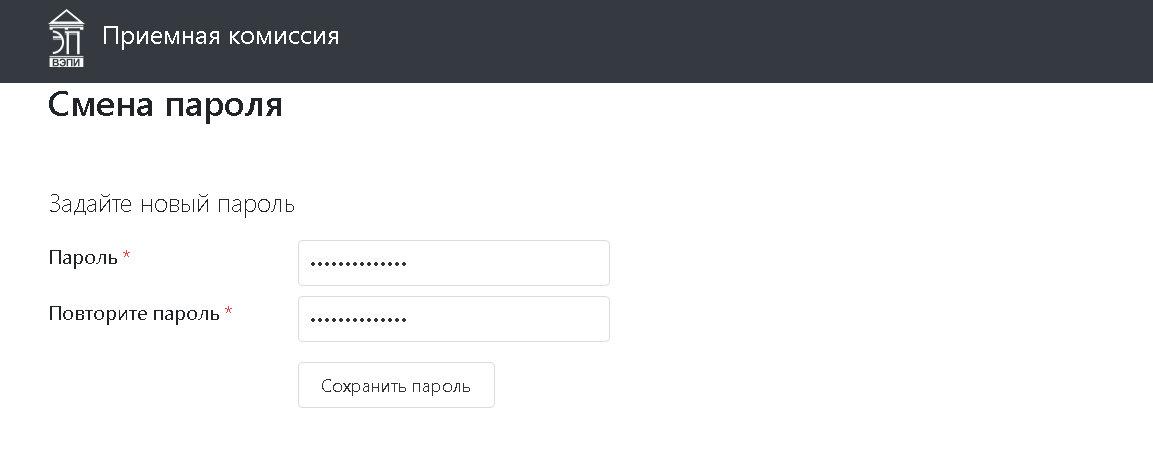 ЭП
ВЭПИ
Приемная комиссия
Смена пароля
Задайте новый пароль
Пароль *
••••••••••••••
Повторите пароль *
••••••••••••••
Сохранить пароль